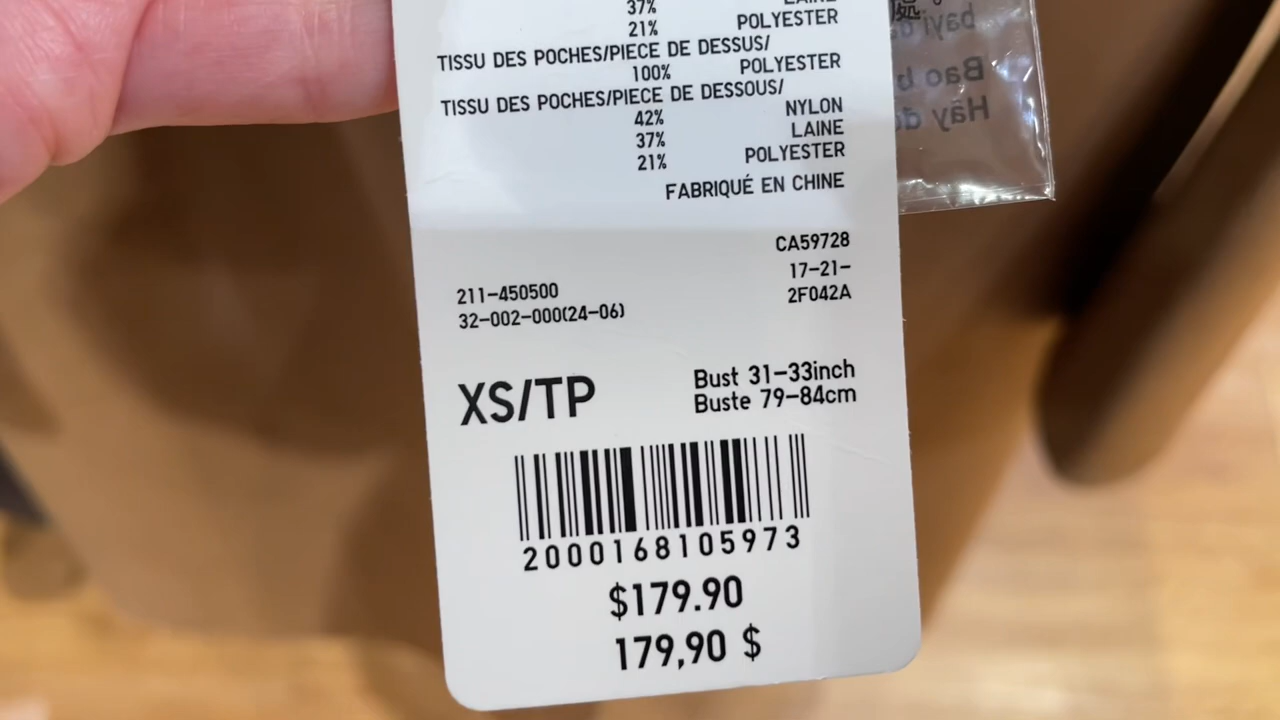 37% LAINE
21% POLYESTER
TISSU DES POCHES/PIECE DE DESSUS/
100% POLYESTER
TISSU DES POCHES/PIECE DE DESSOUS/
42% NYLON
37% LAINE
21% POLYESTER
FABRIQUÉ EN CHINE
CA59728
17-21-
2F042A
211-450500
32-002-000(24-06)
XS/TP
Bust 31-33inch
Buste 79-84cm
2000168105973
$179.90
179,90 $
bayi
Bao b
Hãy